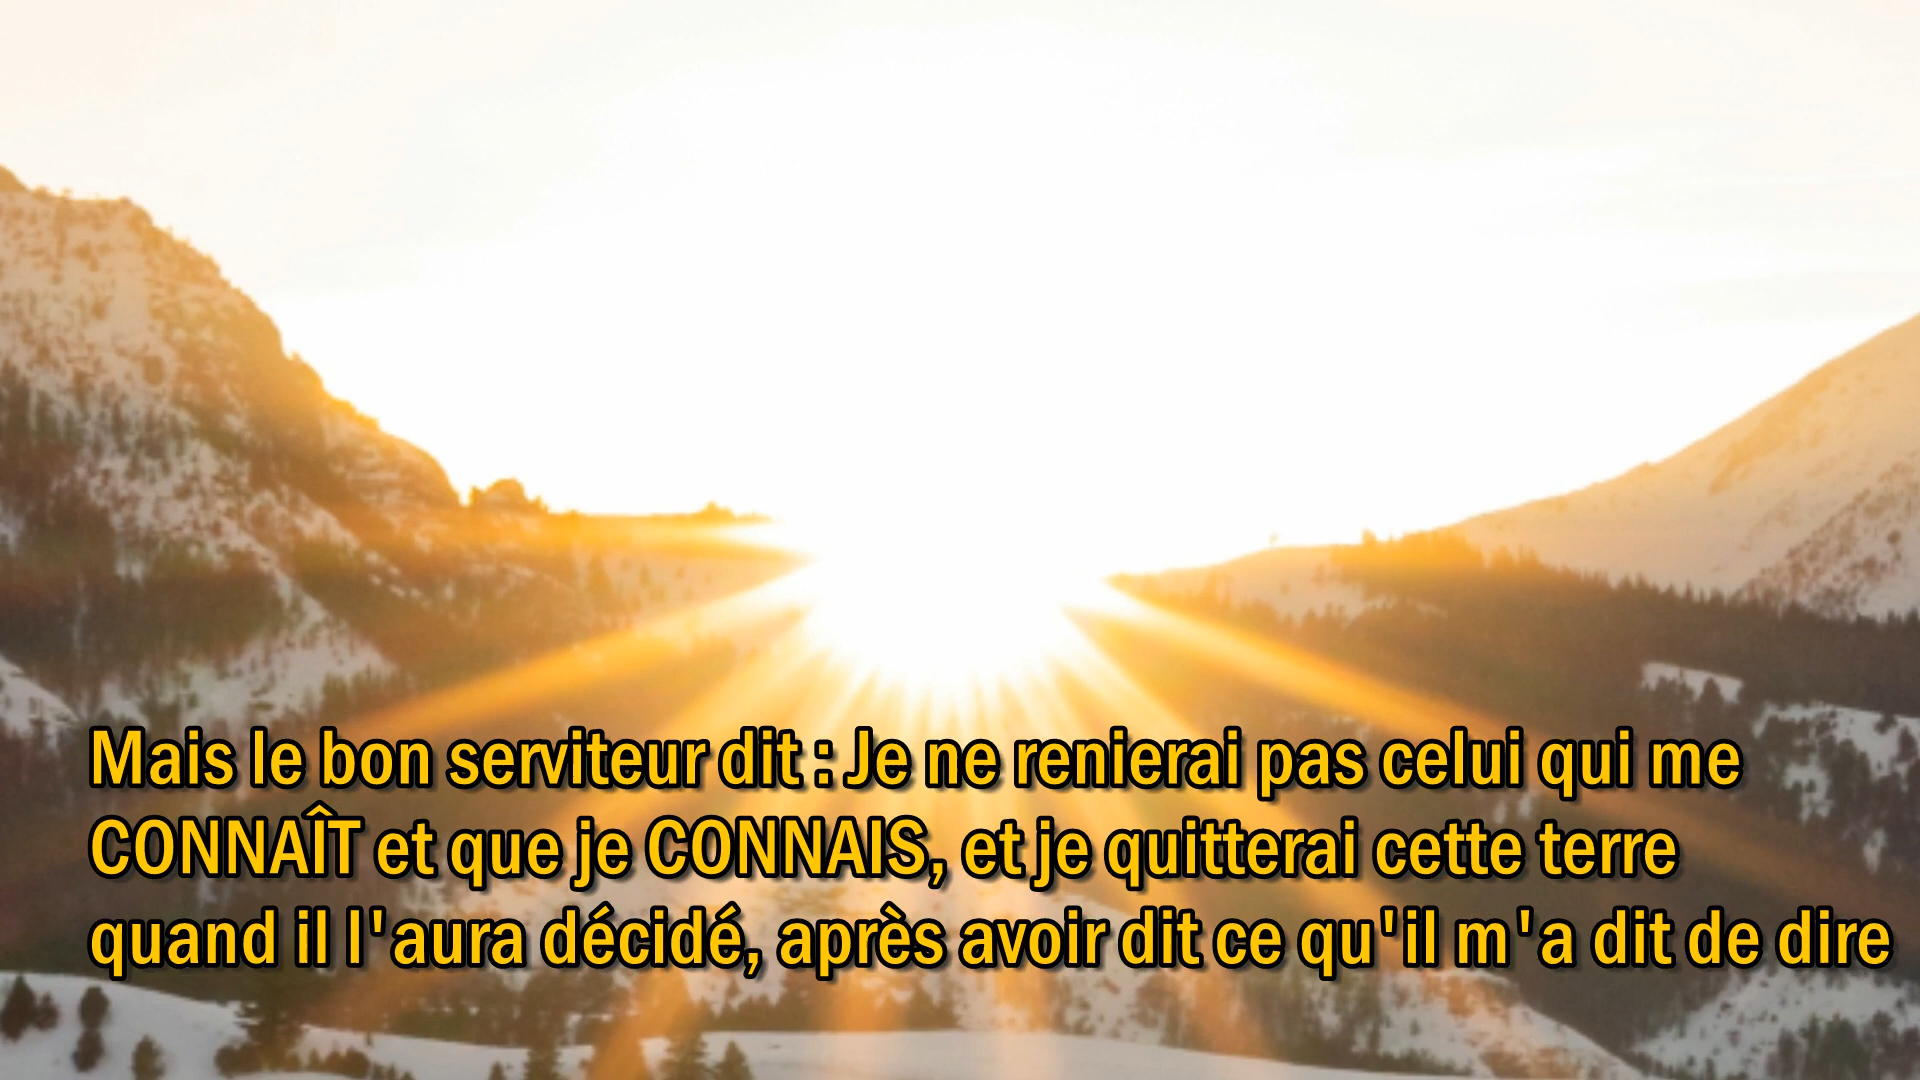 Mais le bon serviteur dit : Je ne renierai pas celui qui me
CONNAÎT et que je CONNAIS, et je quitterai cette terre
quand il l'aura décidé, après avoir dit ce qu'il m'a dit de dire